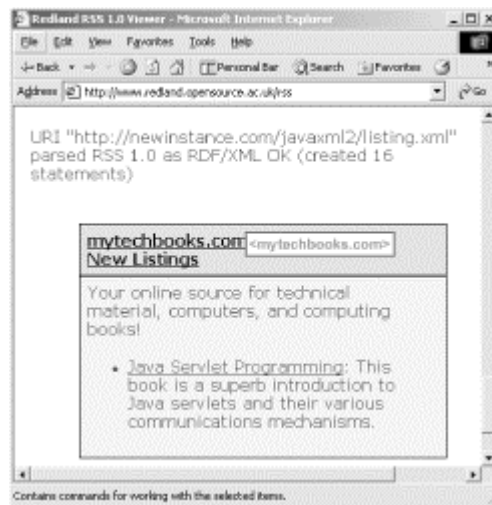 Redland RSS 1.0 Viewer - Microsoft Internet Explorer
File Edit View Favorites Tools Help
Back Personal Bar Search Favorites
Address http://www.redland.opensource.ac.uk/rss Go
URI "http://newinstance.com/javaxml2/listing.xml"
parsed RSS 1.0 as RDF/XML OK (created 16
statements)
mytechbooks.com <mytechbooks.com>
New Listings
Your online source for technical
material, computers, and computing
books!
• Java Servlet Programming: This
book is a superb introduction to
Java servlets and their various
communications mechanisms.
Contains commands for working with the selected items.